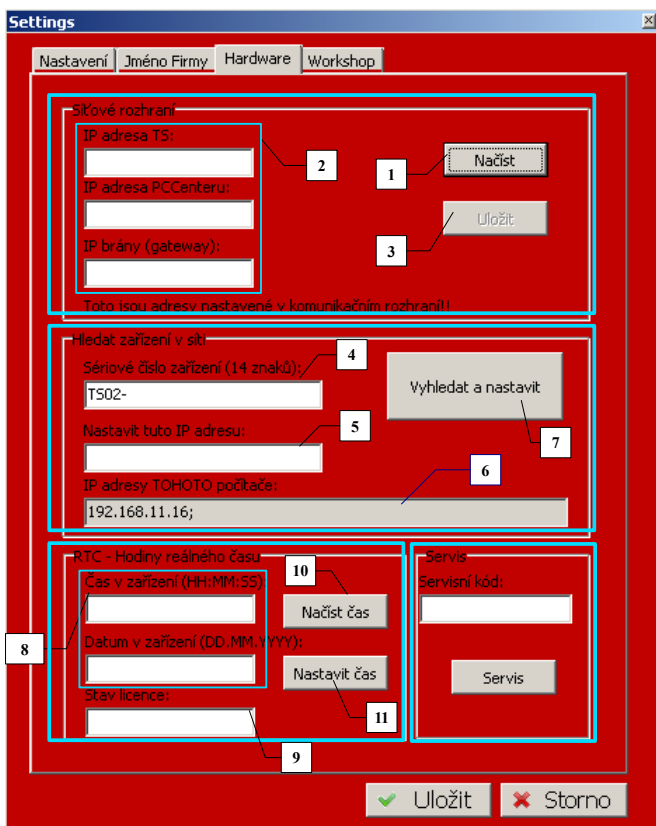 Settings
Nastavení Jméno Firmy Hardware Workshop
Síťové rozhraní
IP adresa TS:
2
1
Načíst
IP adresa PCCenteru:
3
Uložit
IP brány (gateway):
Toto jsou adresy nastavené v komunikačním rozhraní!!
Hledat zařízení v síti
4
Sériové číslo zařízení (14 znaků):
TS02-
Vyhledat a nastavit
5
Nastavit tuto IP adresu:
7
6
IP adresy TOHOTO počítače:
192.168.11.16;
RTC - Hodiny reálného času
10
Čas v zařízení (HH:MM:SS)
Načíst čas
8
Datum v zařízení (DD.MM.YYYY):
Nastavit čas
Stav licence:
11
9
Servis
Servisní kód:
Servis
Uložit Storno